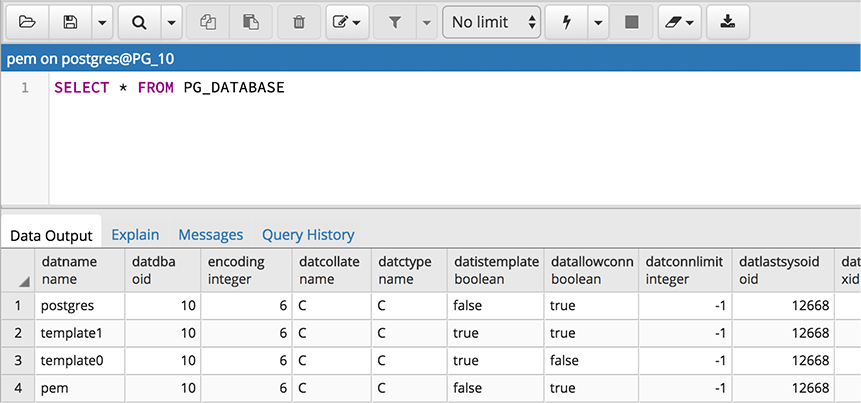 No limit
pem on postgres@PG_10
1 SELECT * FROM PG_DATABASE
Data Output Explain Messages Query History
datname datdba encoding datcollate datctype datistemplate datallowconn datconnlimit datlastsysoid dat
name oid integer name name boolean boolean integer oid xid
1 postgres 10 6 C C false true -1 12668
2 template1 10 6 C C true true -1 12668
3 template0 10 6 C C true false -1 12668
4 pem 10 6 C C false true -1 12668